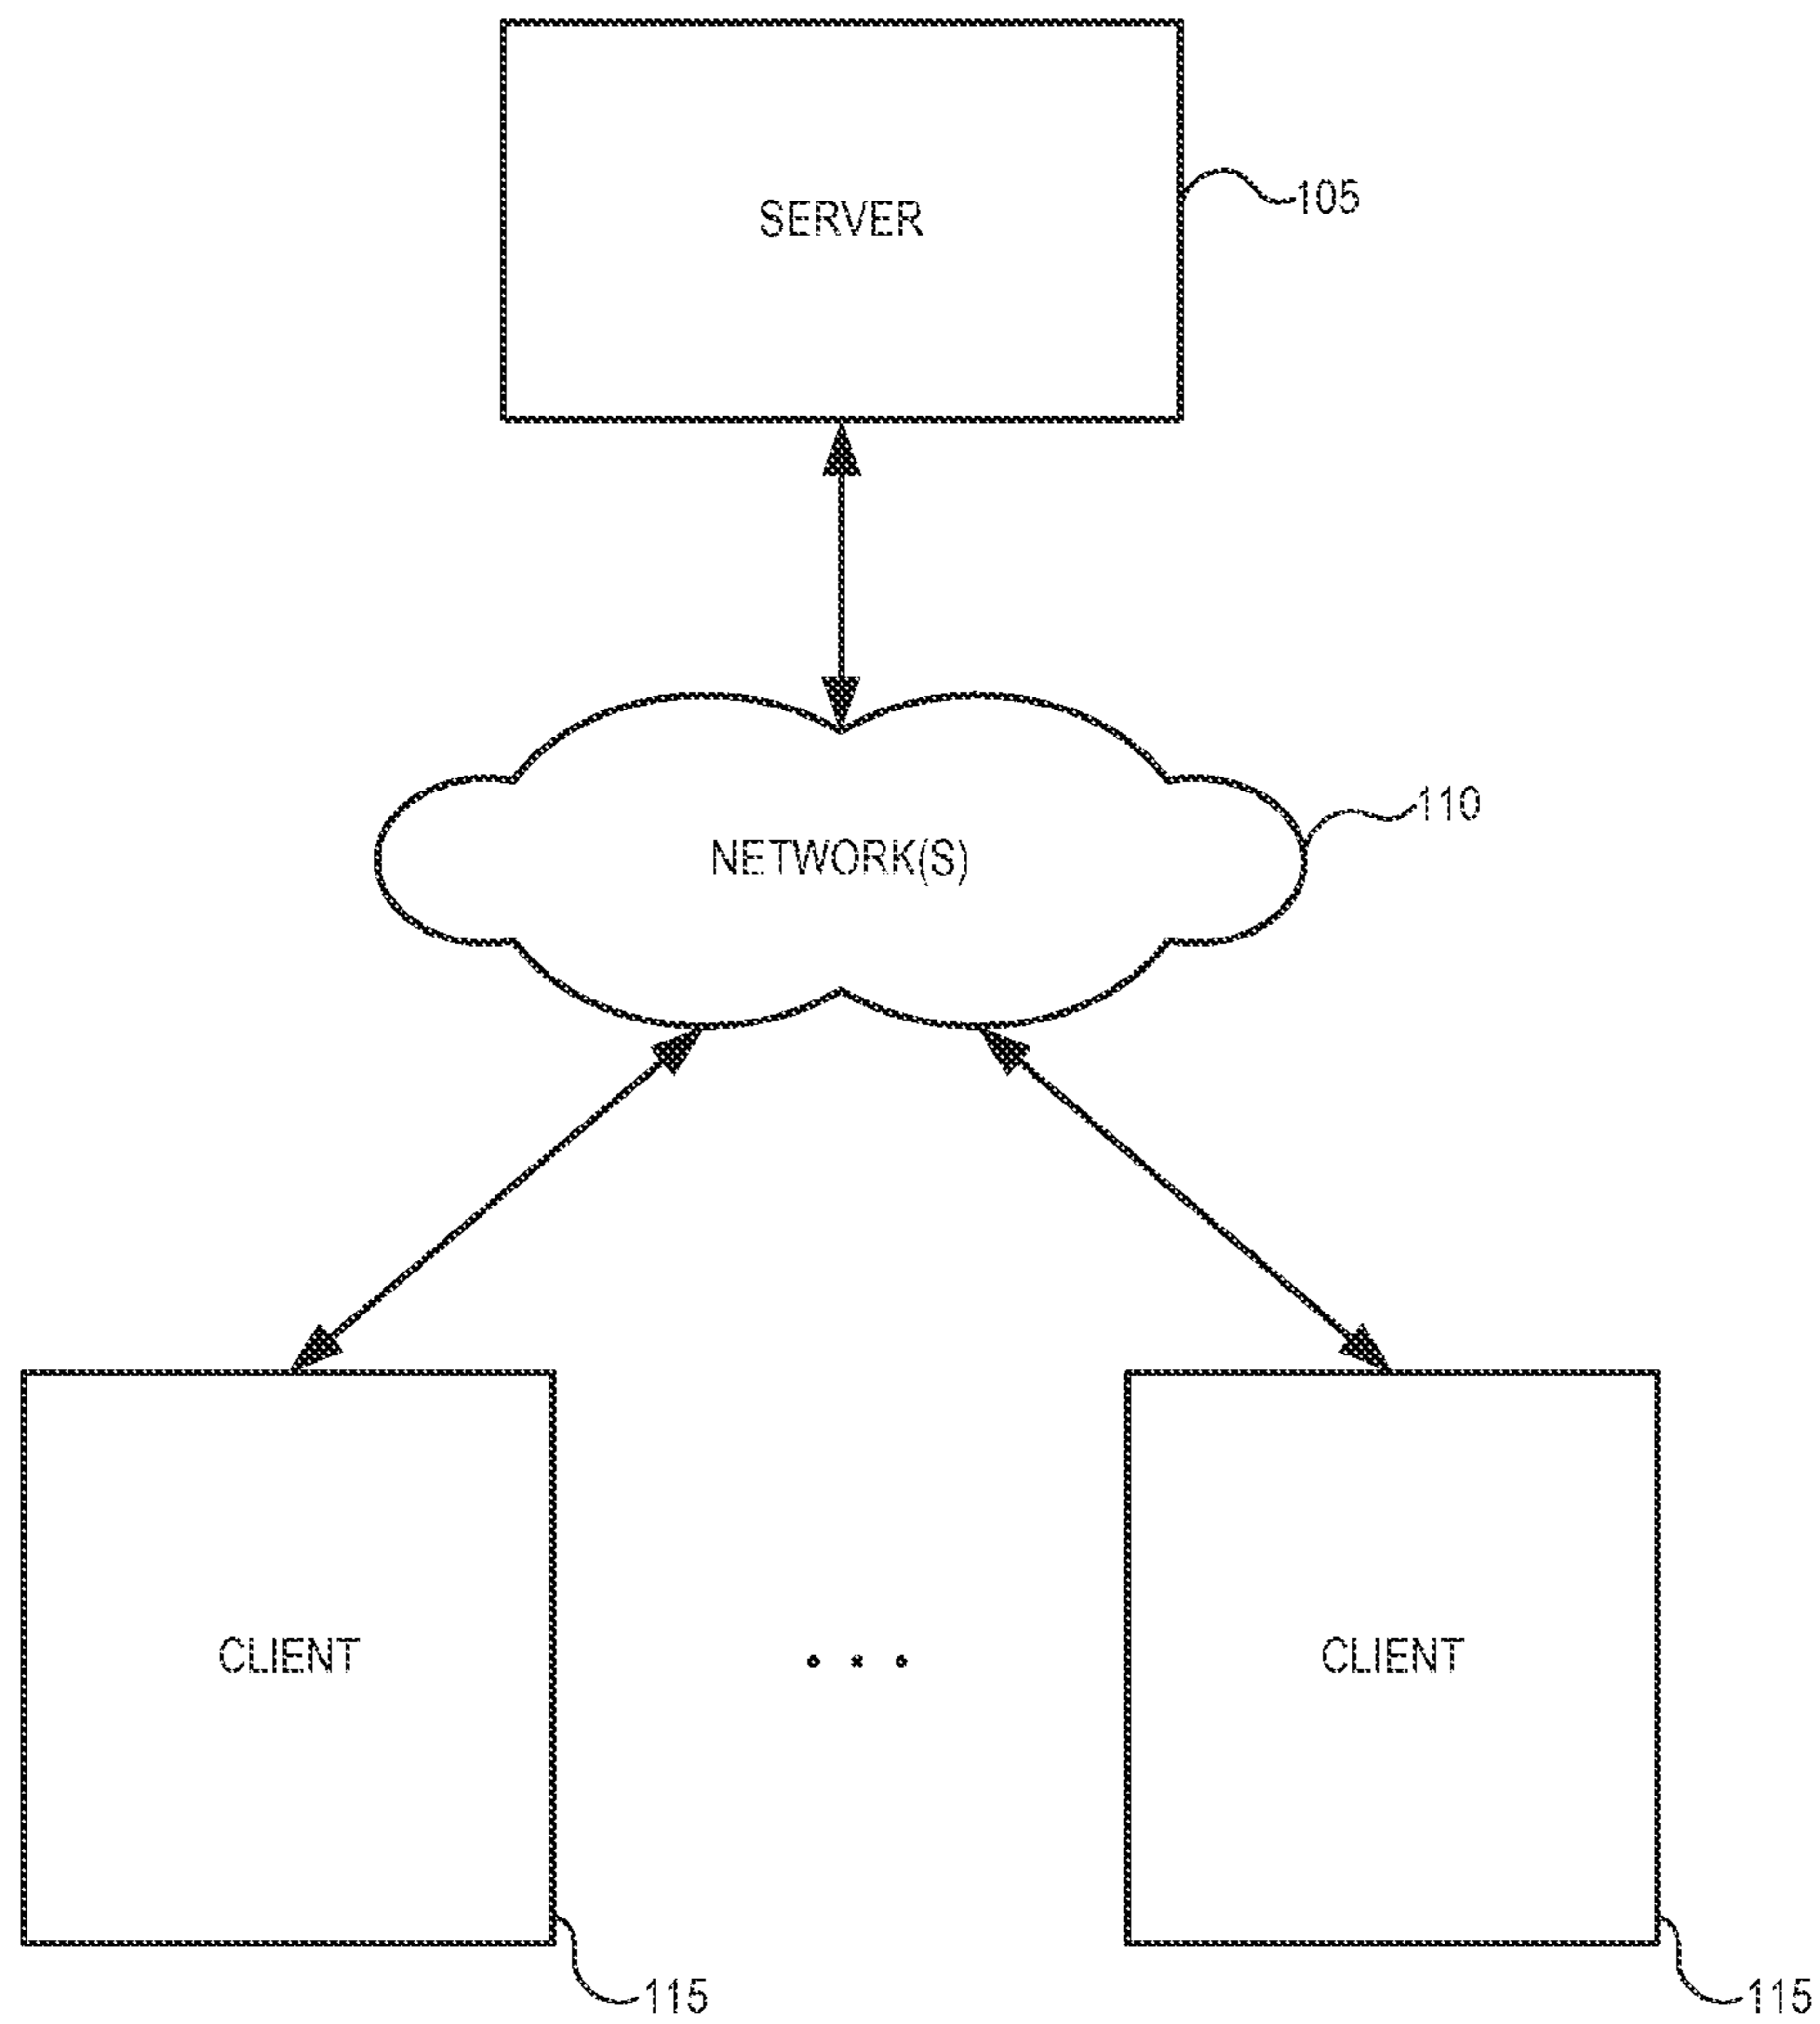 SERVER
105
NETWORK(S)
110
CLIENT
. . .
CLIENT
115
115